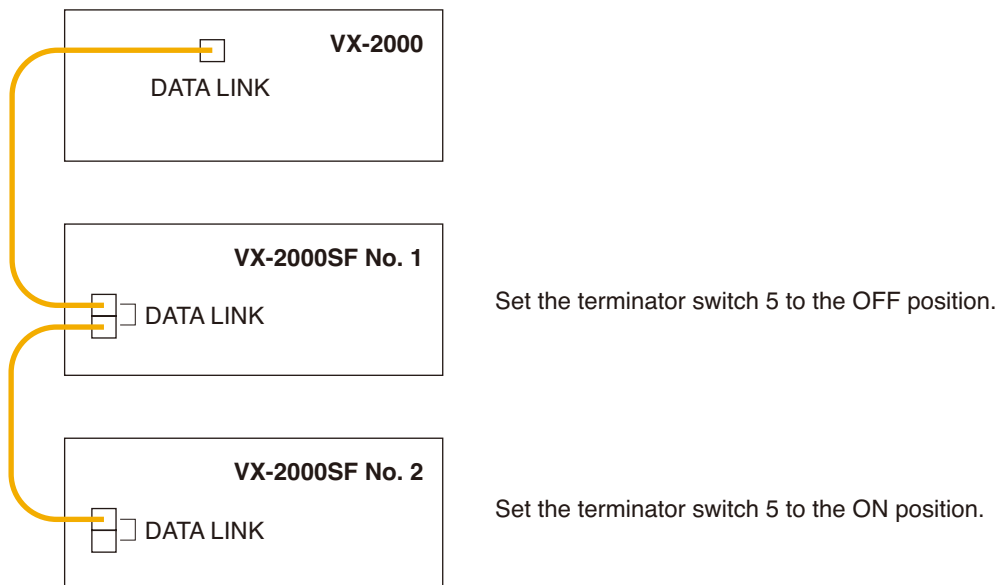 VX-2000
DATA LINK
VX-2000SF No. 1
DATA LINK
Set the terminator switch 5 to the OFF position.
VX-2000SF No. 2
DATA LINK
Set the terminator switch 5 to the ON position.